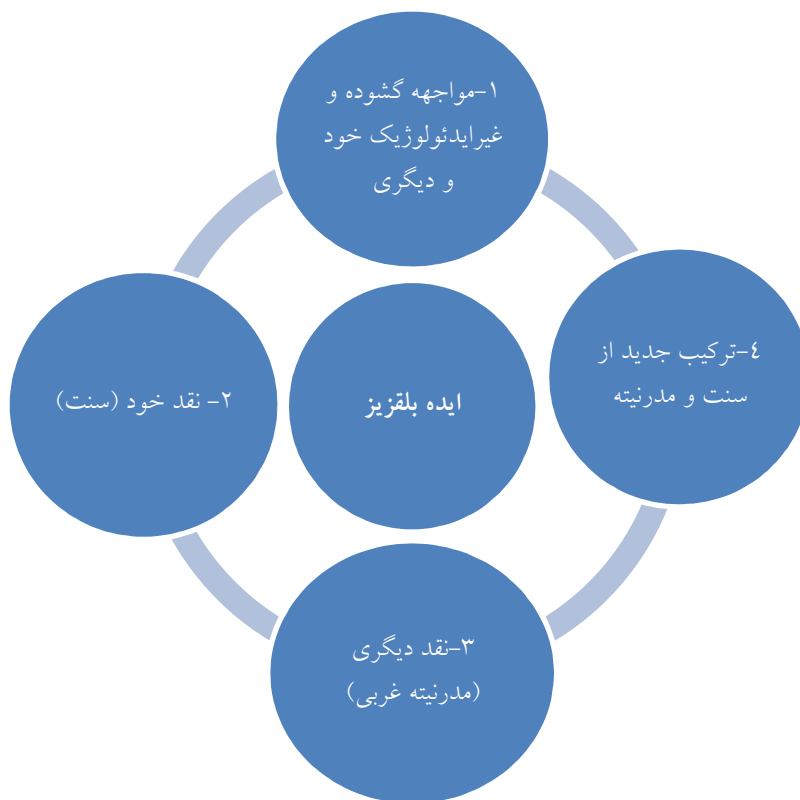 ۱-مواجهه گشوده و
غیرایدئولوژیک خود
و دیگری
۲- نقد خود (سنت)
۳-نقد دیگری
(مدرنیته غربی)
٤-ترکیب جدید از
سنت و مدرنیته
ایده بلقزیز